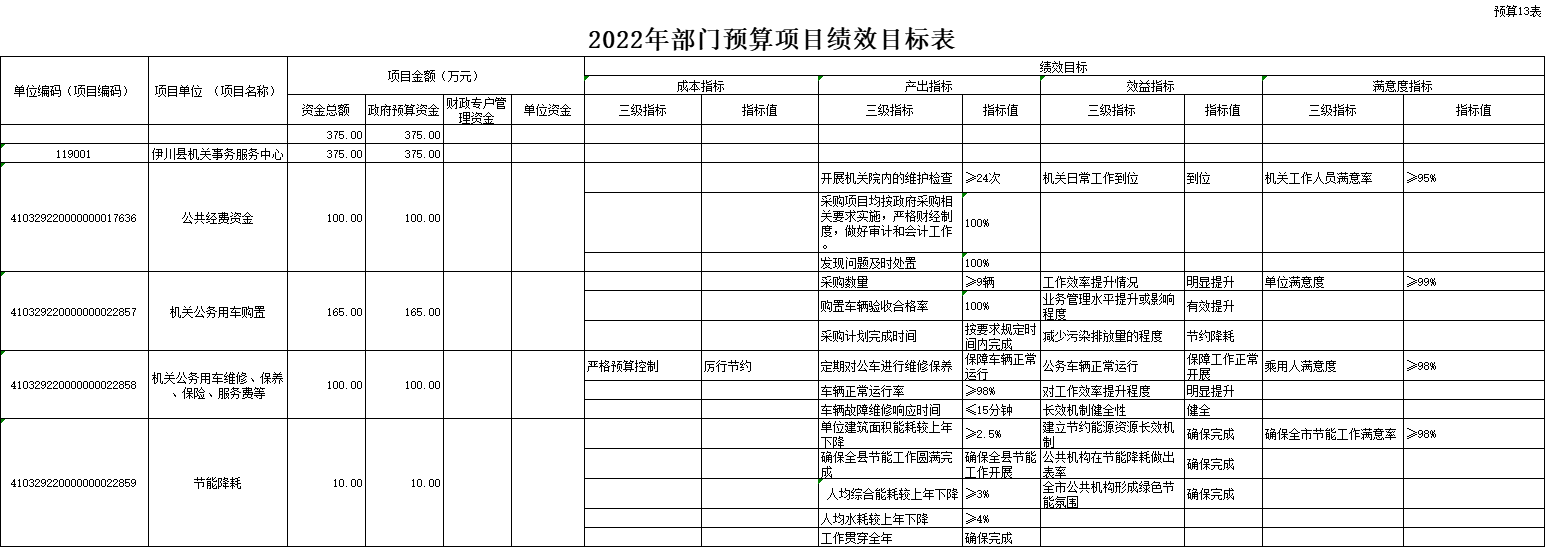 预算13表
2022年部门预算项目绩效目标表
单位编码（项目编码） 项目单位 （项目名称） 项目金额（万元） 绩效目标
成本指标 产出指标 效益指标 满意度指标
资金总额 政府预算资金 财政专户管理资金 单位资金 三级指标 指标值 三级指标 指标值 三级指标 指标值 三级指标 指标值
375.00 375.00
119001 伊川县机关事务服务中心 375.00 375.00
410329220000000017636 公共经费资金 100.00 100.00
开展机关院内的维护检查 ≥24次 机关日常工作到位 到位 机关工作人员满意率 ≥95%
采购项目均按政府采购相关要求实施，严格财经制度，做好审计和会计工作。 100%
发现问题及时处置 100%
410329220000000022857 机关公务用车购置 165.00 165.00
采购数量 ≥9辆 工作效率提升情况 明显提升 单位满意度 ≥99%
购置车辆验收合格率 100% 业务管理水平提升或影响程度 有效提升
采购计划完成时间 按要求规定时间内完成 减少污染排放量的程度 节约降耗
410329220000000022858 机关公务用车维修、保养、保险、服务费等 100.00 100.00
严格预算控制 厉行节约 定期对公车进行维修保养 保障车辆正常运行 公务车辆正常运行 保障工作正常开展 乘用人满意度 ≥98%
车辆正常运行率 ≥98% 对工作效率提升程度 明显提升
车辆故障维修响应时间 ≤15分钟 长效机制健全性 健全
410329220000000022859 节能降耗 10.00 10.00
单位建筑面积能耗较上年下降 ≥2.5% 建立节约能源资源长效机制 确保完成 确保全市节能工作满意率 ≥98%
确保全县节能工作圆满完成 确保全县节能工作开展 公共机构在节能降耗做出表率 确保完成
人均综合能耗较上年下降 ≥3% 全市公共机构形成绿色节能氛围 确保完成
人均水耗较上年下降 ≥4%
工作贯穿全年 确保完成